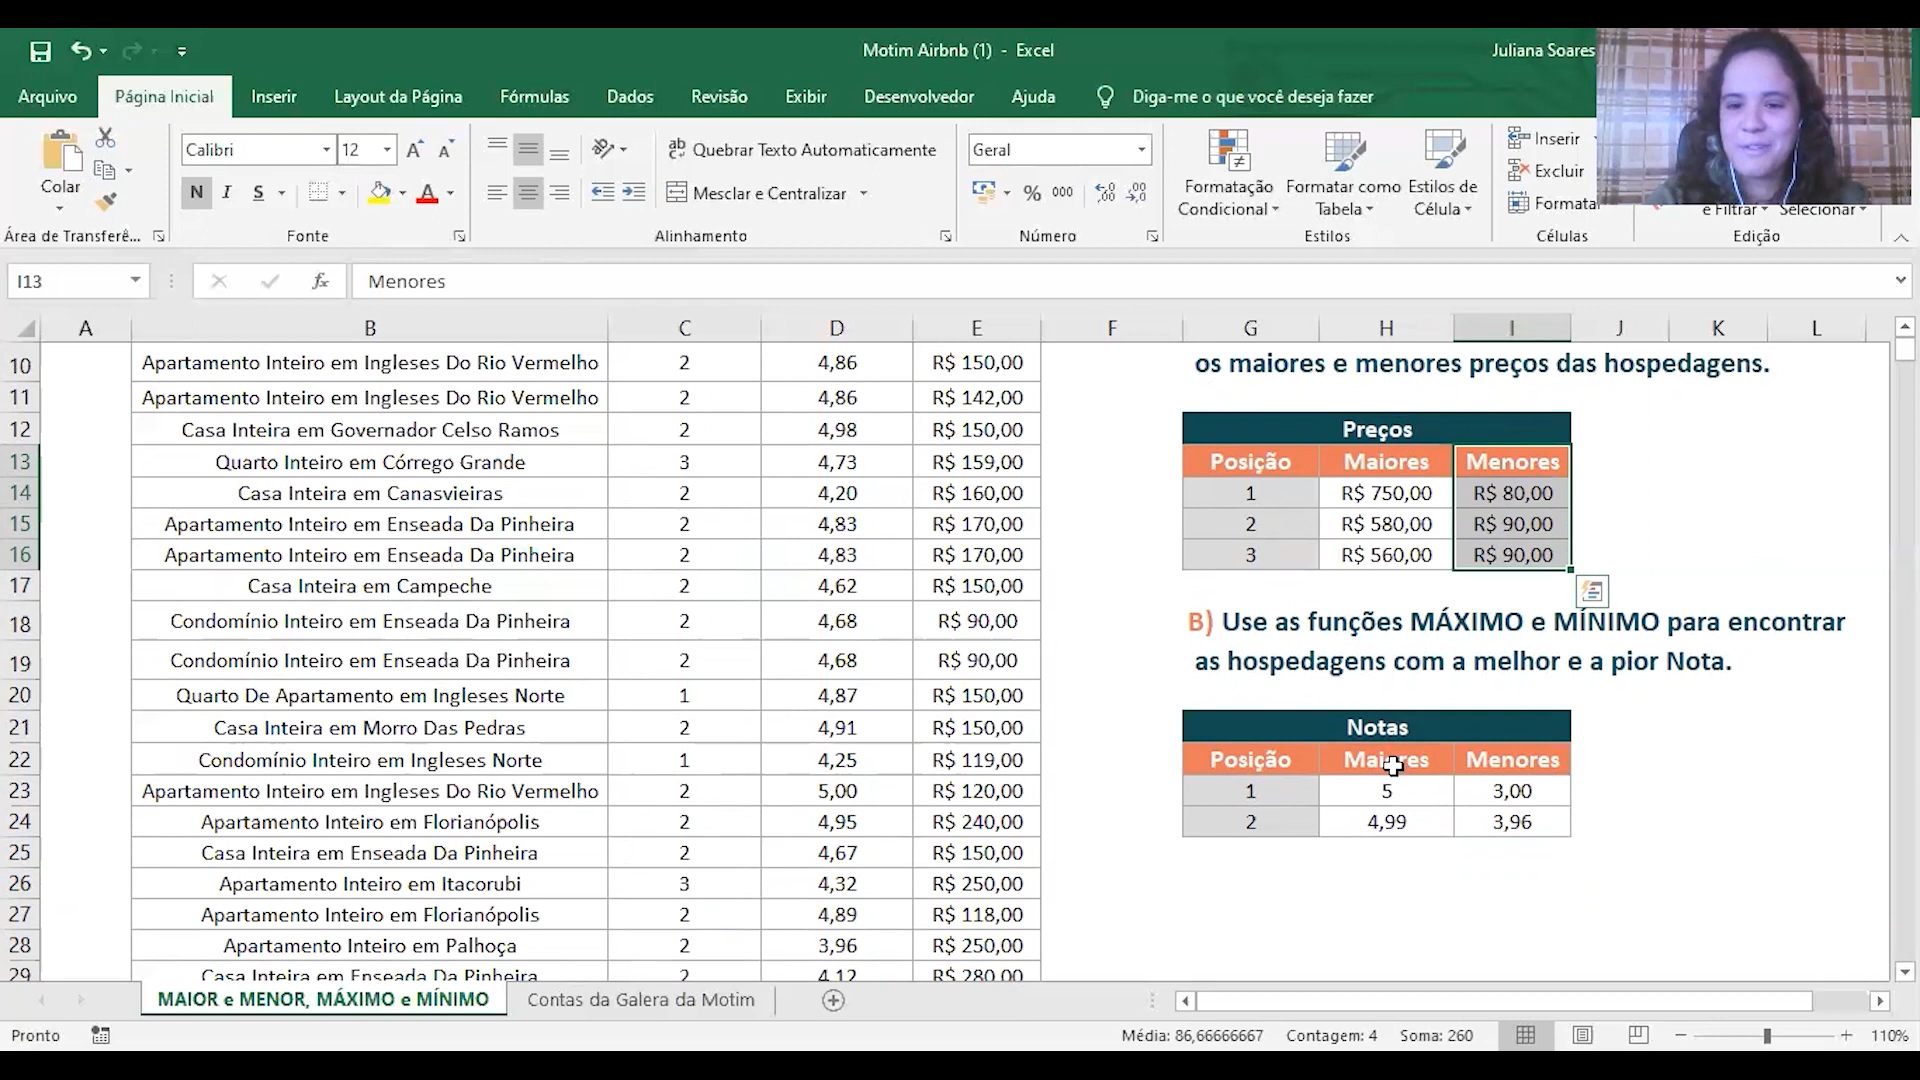 Motim Airbnb (1) - Excel
Juliana Soares
Arquivo Página Inicial Inserir Layout da Página Fórmulas Dados Revisão Exibir Desenvolvedor Ajuda Diga-me o que você deseja fazer
Colar
Calibri 12
N I S
Quebrar Texto Automaticamente
Mesclar e Centralizar
Geral
% 000
Formatação Condicional
Formatar como Tabela
Estilos de Célula
Inserir
Excluir
e Filtrar Selecionar
Área de Transferê... Fonte Alinhamento Número Estilos Células Edição
I13 fx Menores
A B C D E F G H I J K L
10 Apartamento Inteiro em Ingleses Do Rio Vermelho 2 4,86 R$ 150,00
11 Apartamento Inteiro em Ingleses Do Rio Vermelho 2 4,86 R$ 142,00
12 Casa Inteira em Governador Celso Ramos 2 4,98 R$ 150,00
13 Quarto Inteiro em Córrego Grande 3 4,73 R$ 159,00
14 Casa Inteira em Canasvieiras 2 4,20 R$ 160,00
15 Apartamento Inteiro em Enseada Da Pinheira 2 4,83 R$ 170,00
16 Apartamento Inteiro em Enseada Da Pinheira 2 4,83 R$ 170,00
17 Casa Inteira em Campeche 2 4,62 R$ 150,00
18 Condomínio Inteiro em Enseada Da Pinheira 2 4,68 R$ 90,00
19 Condomínio Inteiro em Enseada Da Pinheira 2 4,68 R$ 90,00
20 Quarto De Apartamento em Ingleses Norte 1 4,87 R$ 150,00
21 Casa Inteira em Morro Das Pedras 2 4,91 R$ 150,00
22 Condomínio Inteiro em Ingleses Norte 1 4,25 R$ 119,00
23 Apartamento Inteiro em Ingleses Do Rio Vermelho 2 5,00 R$ 120,00
24 Apartamento Inteiro em Florianópolis 2 4,95 R$ 240,00
25 Casa Inteira em Enseada Da Pinheira 2 4,67 R$ 150,00
26 Apartamento Inteiro em Itacorubi 3 4,32 R$ 250,00
27 Apartamento Inteiro em Florianópolis 2 4,89 R$ 118,00
28 Apartamento Inteiro em Palhoça 2 3,96 R$ 250,00
29 Casa Inteira em Enseada Da Pinheira 2 4,12 R$ 280,00
os maiores e menores preços das hospedagens.
Preços
Posição Maiores Menores
1 R$ 750,00 R$ 80,00
2 R$ 580,00 R$ 90,00
3 R$ 560,00 R$ 90,00
B) Use as funções MÁXIMO e MÍNIMO para encontrar
as hospedagens com a melhor e a pior Nota.
Notas
Posição Maiores Menores
1 5 3,00
2 4,99 3,96
MAIOR e MENOR, MÁXIMO e MÍNIMO Contas da Galera da Motim
Pronto Média: 86,66666667 Contagem: 4 Soma: 260 110%